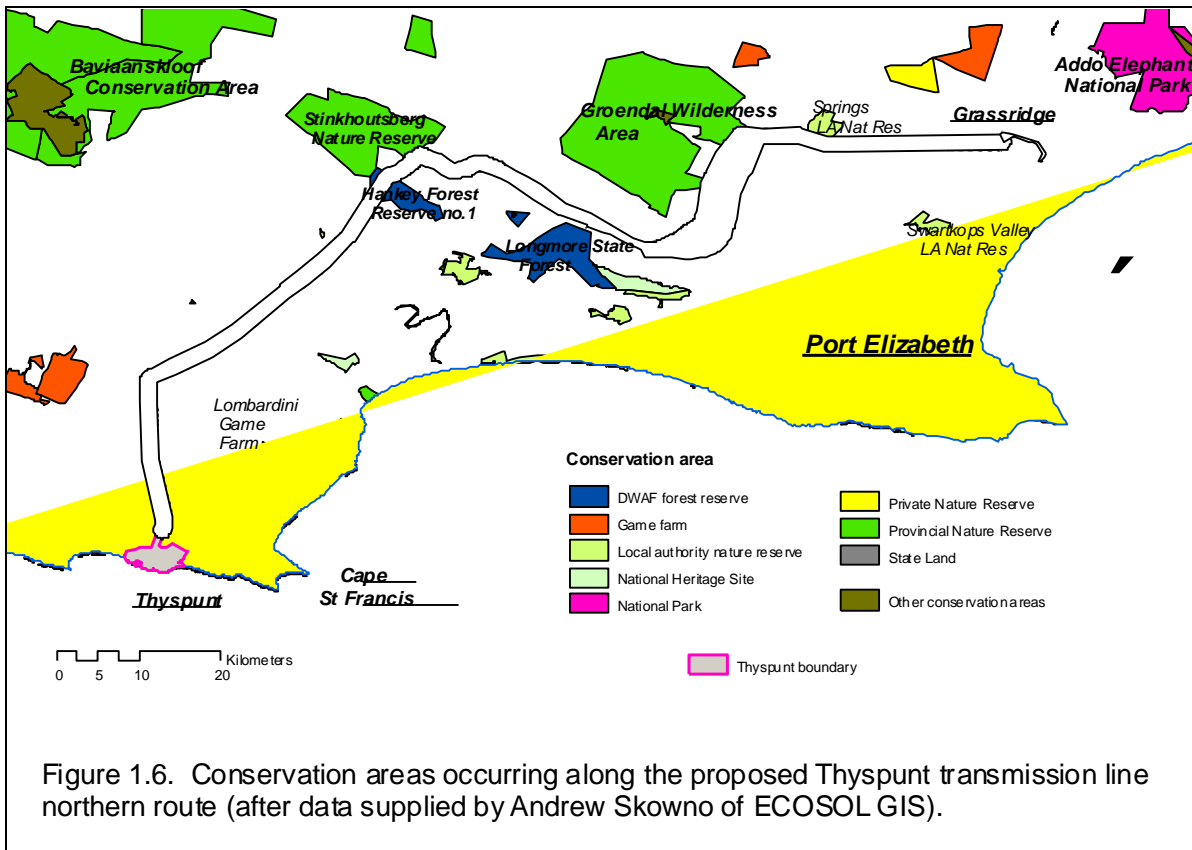 Baviaanskloof
Conservation Area
Stinkhoutsberg
Nature Reserve
Groendal Wilderness
Area
Springs
LA Nat Res
Grassridge
Addo Elephant
National Park
Hankey Forest
Reserve no.1
Longmore State
Forest
Swartkops Valley
LA Nat Res
Port Elizabeth
Lombardini
Game
Farm
Thyspunt
Cape
St Francis
Conservation area
DWAF forest reserve
Game farm
Local authority nature reserve
National Heritage Site
National Park
Private Nature Reserve
Provincial Nature Reserve
State Land
Other conservation areas
Thyspunt boundary
Kilometers
0 5 10 20
Figure 1.6. Conservation areas occurring along the proposed Thyspunt transmission line
northern route (after data supplied by Andrew Skowno of ECOSOL GIS).